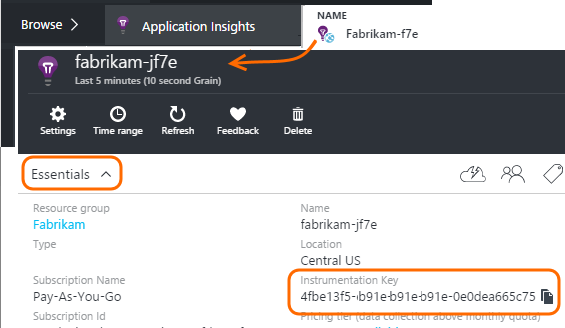 Browse >
Application Insights
NAME
Fabrikam-f7e
fabrikam-jf7e
Last 5 minutes (10 second Grain)
Settings
Time range
Refresh
Feedback
Delete
Essentials
Resource group
Name
Fabrikam
fabrikam-jf7e
Type
Location
Central US
Subscription Name
Instrumentation Key
Pay-As-You-Go
4fbe13f5-b91e-b91e-b91e-0e0dea665c75
Subscription Id
Pricing tier (data collection above monthly quota)